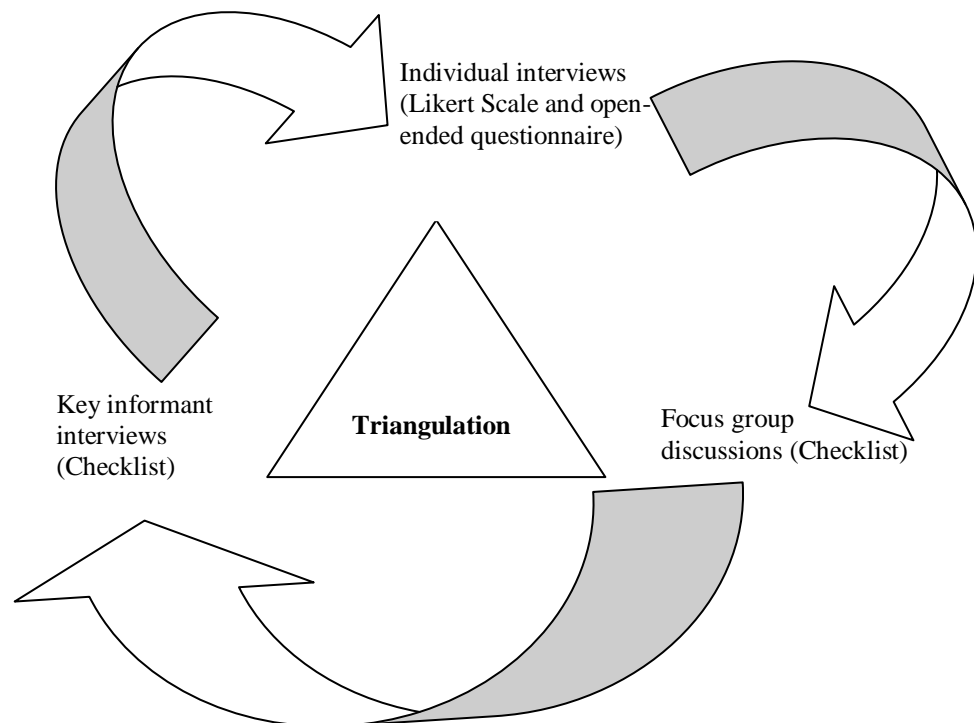 Individual interviews
(Likert Scale and open-
ended questionnaire)
Key informant
interviews
(Checklist)
Triangulation
Focus group
discussions (Checklist)